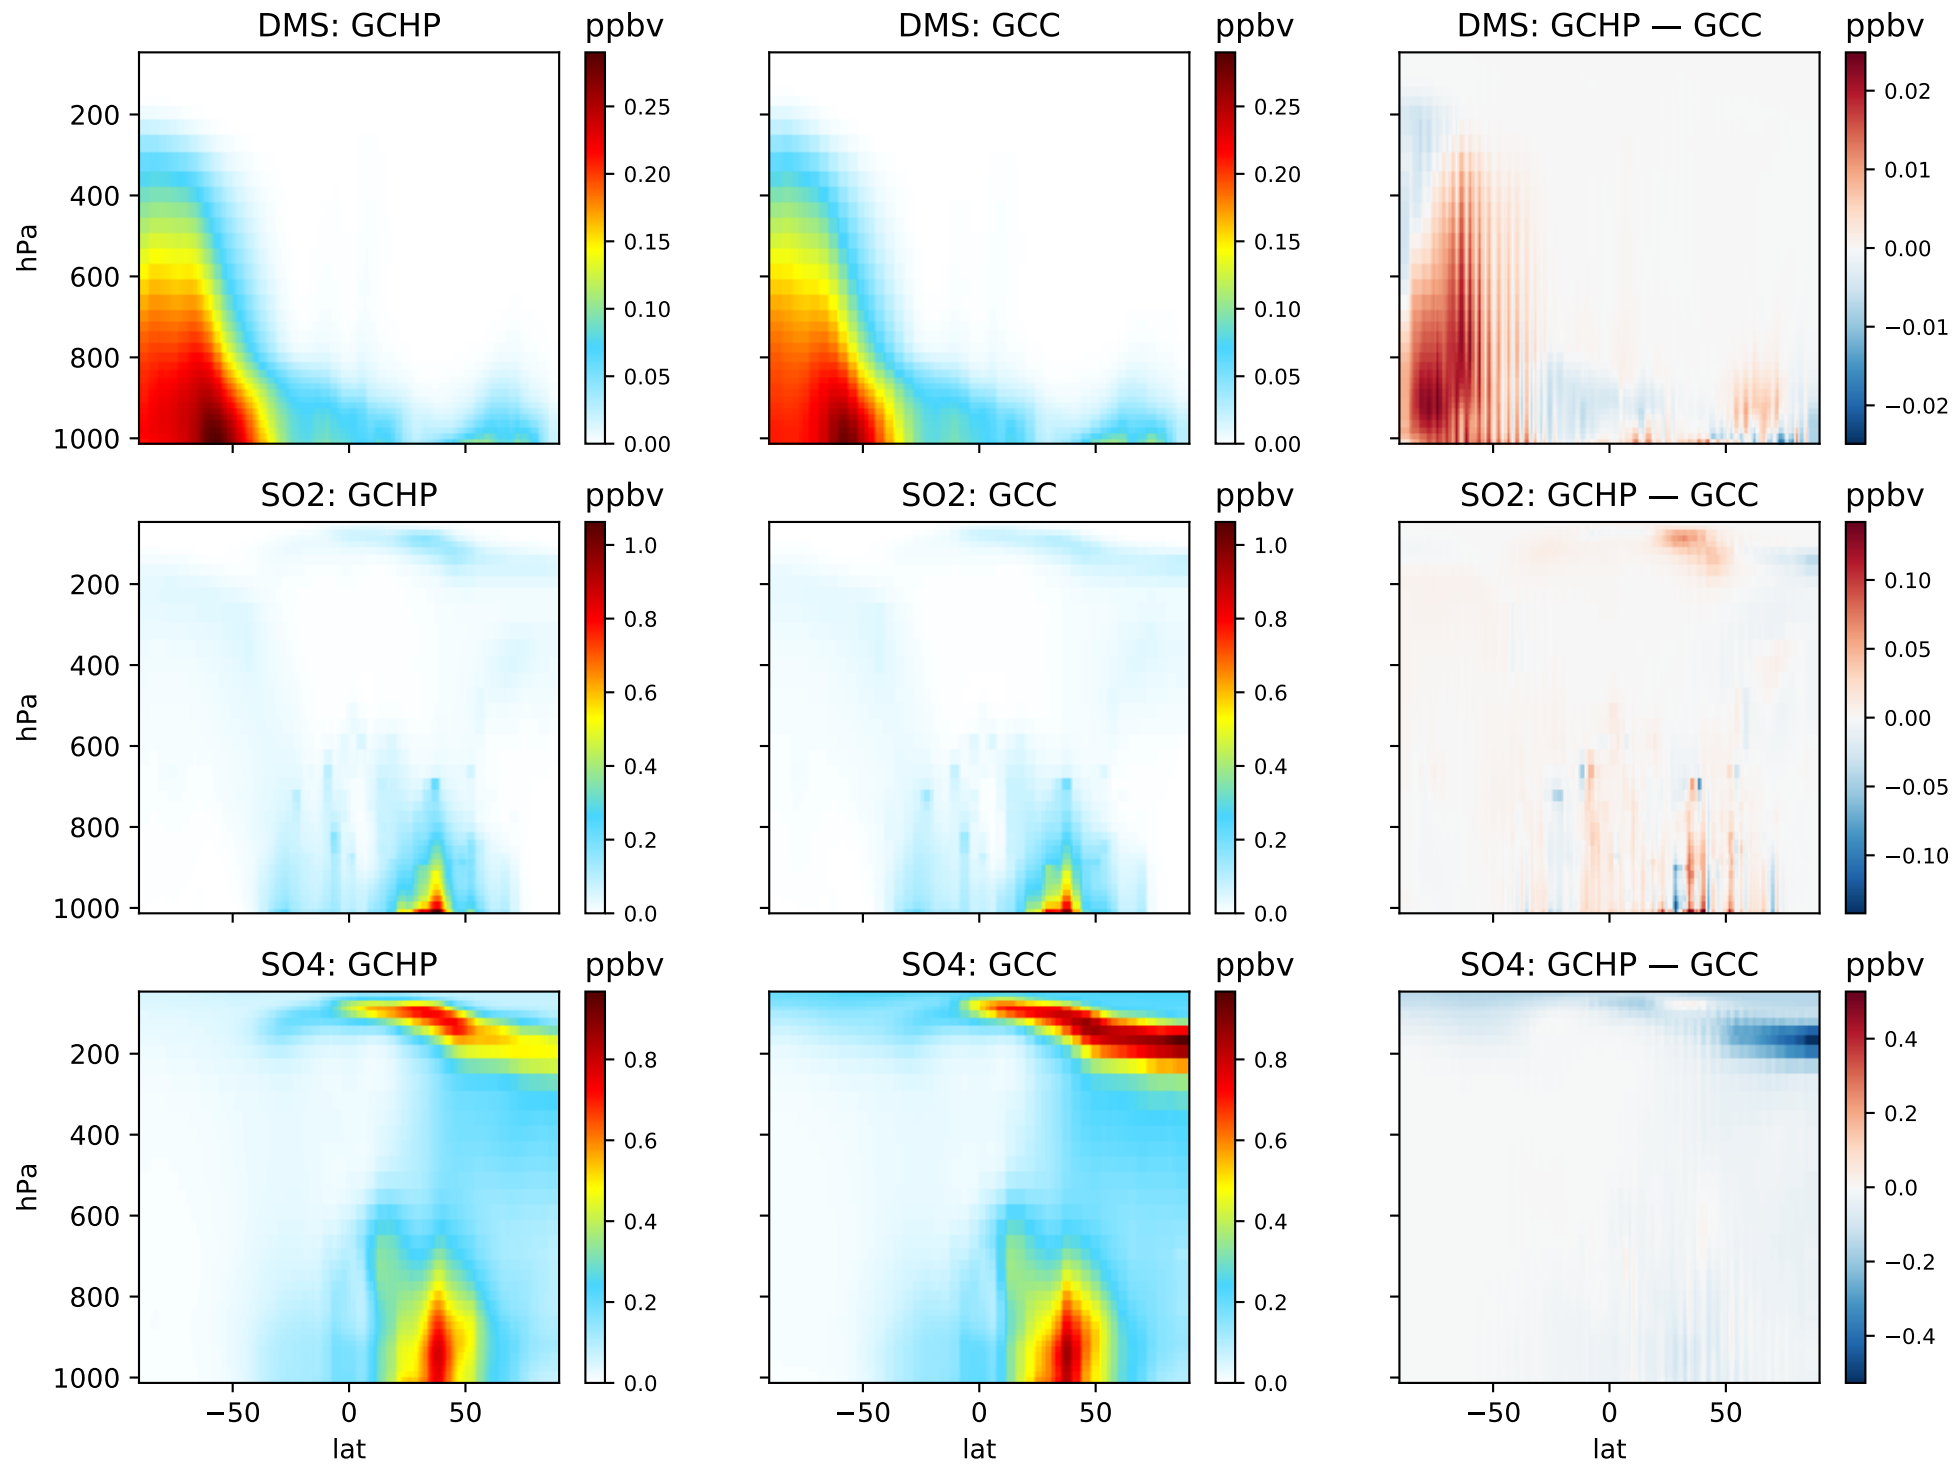 DMS: GCHP
ppbv
DMS: GCC
ppbv
DMS: GCHP — GCC
ppbv
hPa
200
400
600
800
1000
0.25
0.20
0.15
0.10
0.05
0.00
0.25
0.20
0.15
0.10
0.05
0.00
0.02
0.01
0.00
−0.01
−0.02
SO2: GCHP
ppbv
SO2: GCC
ppbv
SO2: GCHP — GCC
ppbv
hPa
200
400
600
800
1000
1.0
0.8
0.6
0.4
0.2
0.0
1.0
0.8
0.6
0.4
0.2
0.0
0.10
0.05
0.00
−0.05
−0.10
SO4: GCHP
ppbv
SO4: GCC
ppbv
SO4: GCHP — GCC
ppbv
hPa
200
400
600
800
1000
0.8
0.6
0.4
0.2
0.0
0.8
0.6
0.4
0.2
0.0
0.4
0.2
0.0
−0.2
−0.4
−50 0 50
lat
−50 0 50
lat
−50 0 50
lat